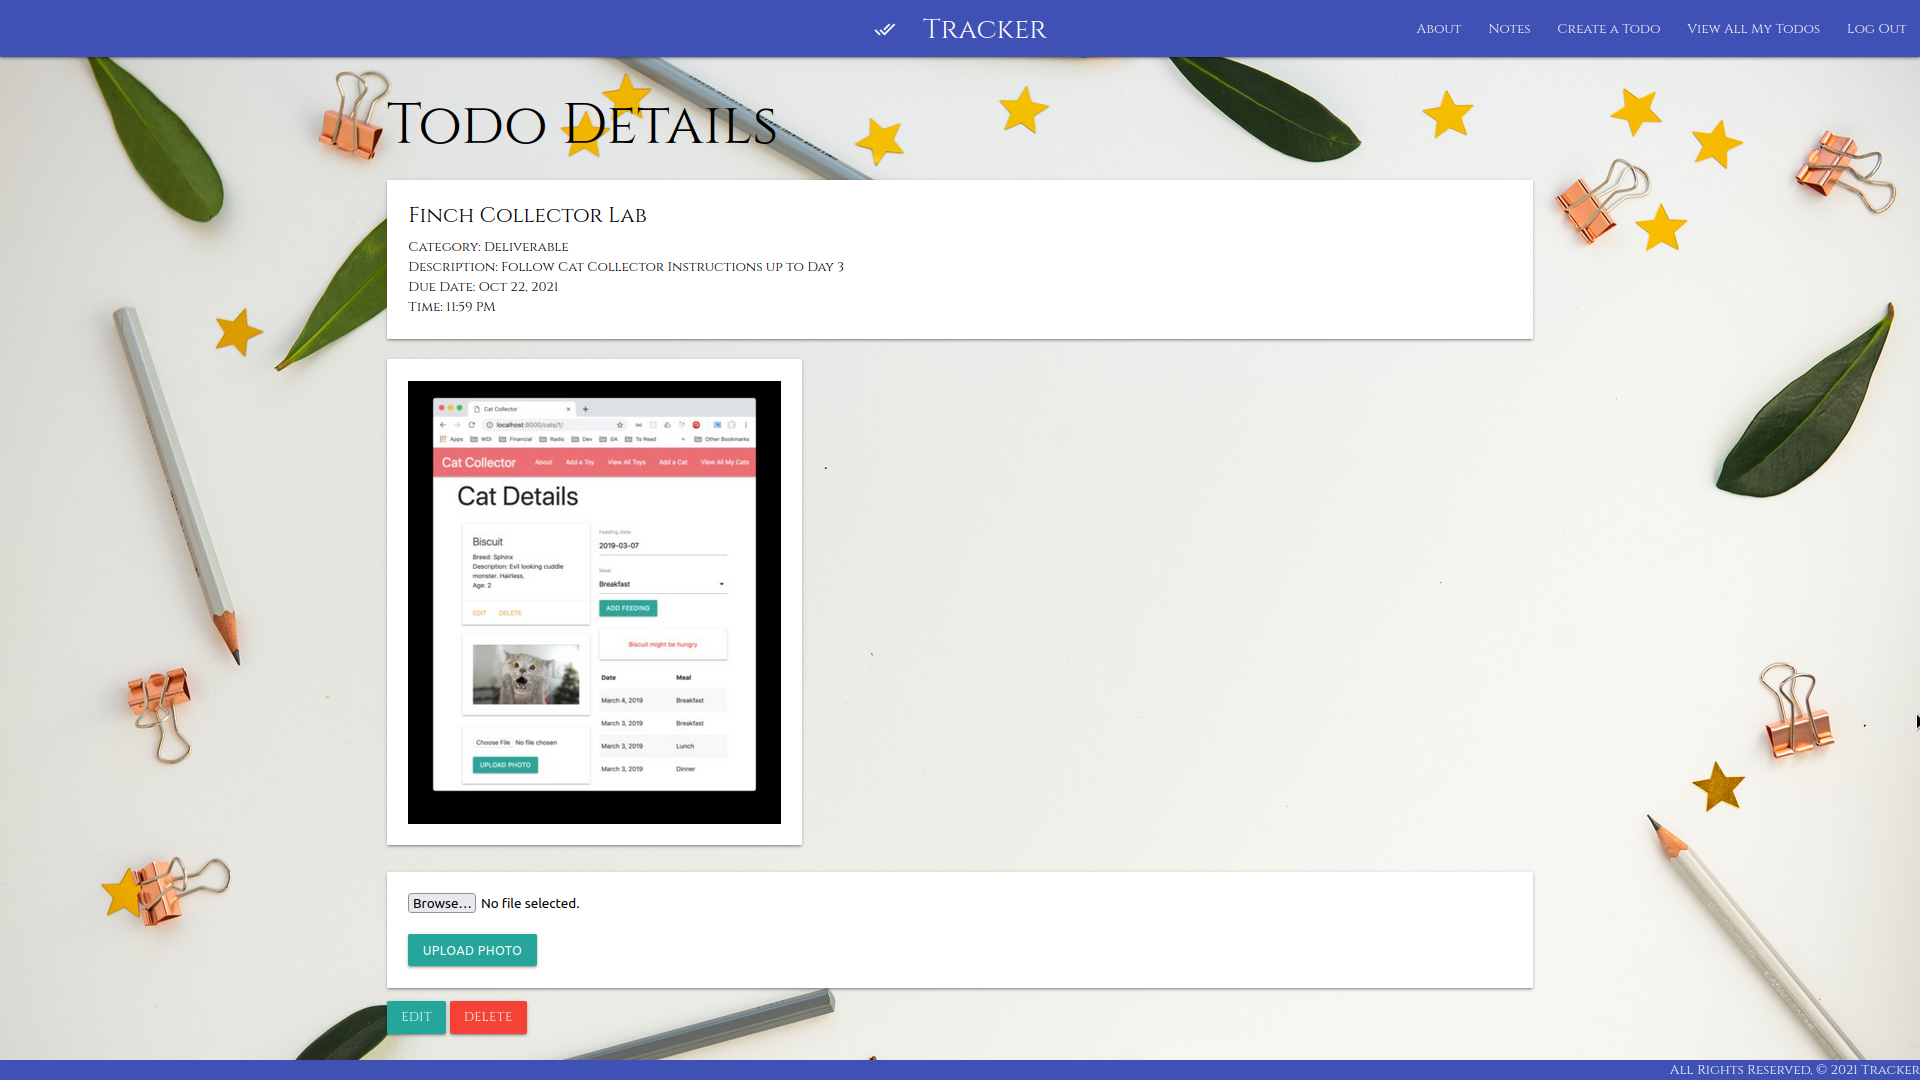 Tracker
About Notes Create a Todo View All My Todos Log Out
Todo Details
Finch Collector Lab
Category: Deliverable
Description: Follow Cat Collector Instructions up to Day 3
Due Date: Oct 22, 2021
Time: 11:59 PM
Cat Collector
localhost:8000/cats/1/
Apps WDI Financial Radio Dev GA To Read » Other Bookmarks
Cat Collector About Add a Toy View All Toys Add a Cat View All My Cats
Cat Details
Biscuit
Breed: Sphinx
Description: Evil looking cuddle
monster. Hairless.
Age: 2
EDIT DELETE
Choose File No file chosen
UPLOAD PHOTO
Feeding date
2019-03-07
Meal
Breakfast
ADD FEEDING
Biscuit might be hungry
Date Meal
March 4, 2019 Breakfast
March 3, 2019 Breakfast
March 3, 2019 Lunch
March 3, 2019 Dinner
Browse... No file selected.
UPLOAD PHOTO
EDIT DELETE
All Rights Reserved, © 2021 Tracker